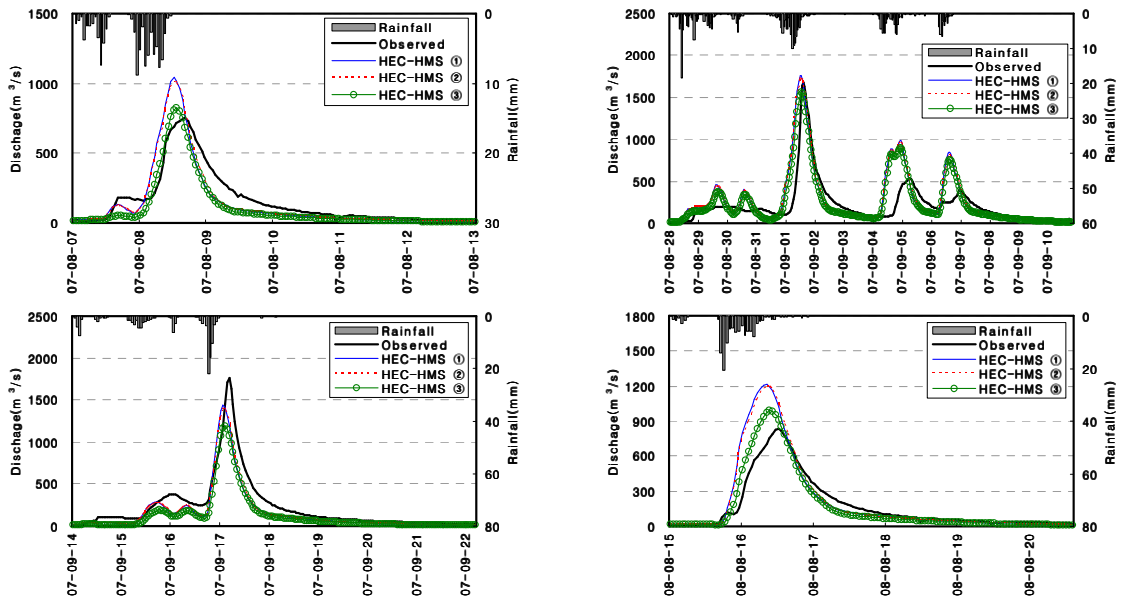 1500
1000
500
0
Dischage(m³/s)
0
10
20
30
Rainfall(mm)
Rainfall
Observed
HEC-HMS ①
HEC-HMS ②
HEC-HMS ③
07-08-07
07-08-08
07-08-09
07-08-10
07-08-11
07-08-12
07-08-13
2500
2000
1500
1000
500
0
Dischage(m³/s)
0
10
20
30
40
50
60
Rainfall(mm)
Rainfall
Observed
HEC-HMS ①
HEC-HMS ②
HEC-HMS ③
07-08-28
07-08-29
07-08-30
07-08-31
07-09-01
07-09-02
07-09-03
07-09-04
07-09-05
07-09-06
07-09-07
07-09-08
07-09-09
07-09-10
2500
2000
1500
1000
500
0
Dischage(m³/s)
0
20
40
60
80
Rainfall(mm)
Rainfall
Observed
HEC-HMS ①
HEC-HMS ②
HEC-HMS ③
07-09-14
07-09-15
07-09-16
07-09-17
07-09-18
07-09-19
07-09-20
07-09-21
07-09-22
1800
1500
1200
900
600
300
0
Dischage(m³/s)
0
20
40
60
80
Rainfall(mm)
Rainfall
Observed
HEC-HMS ①
HEC-HMS ②
HEC-HMS ③
08-08-15
08-08-16
08-08-17
08-08-18
08-08-19
08-08-20